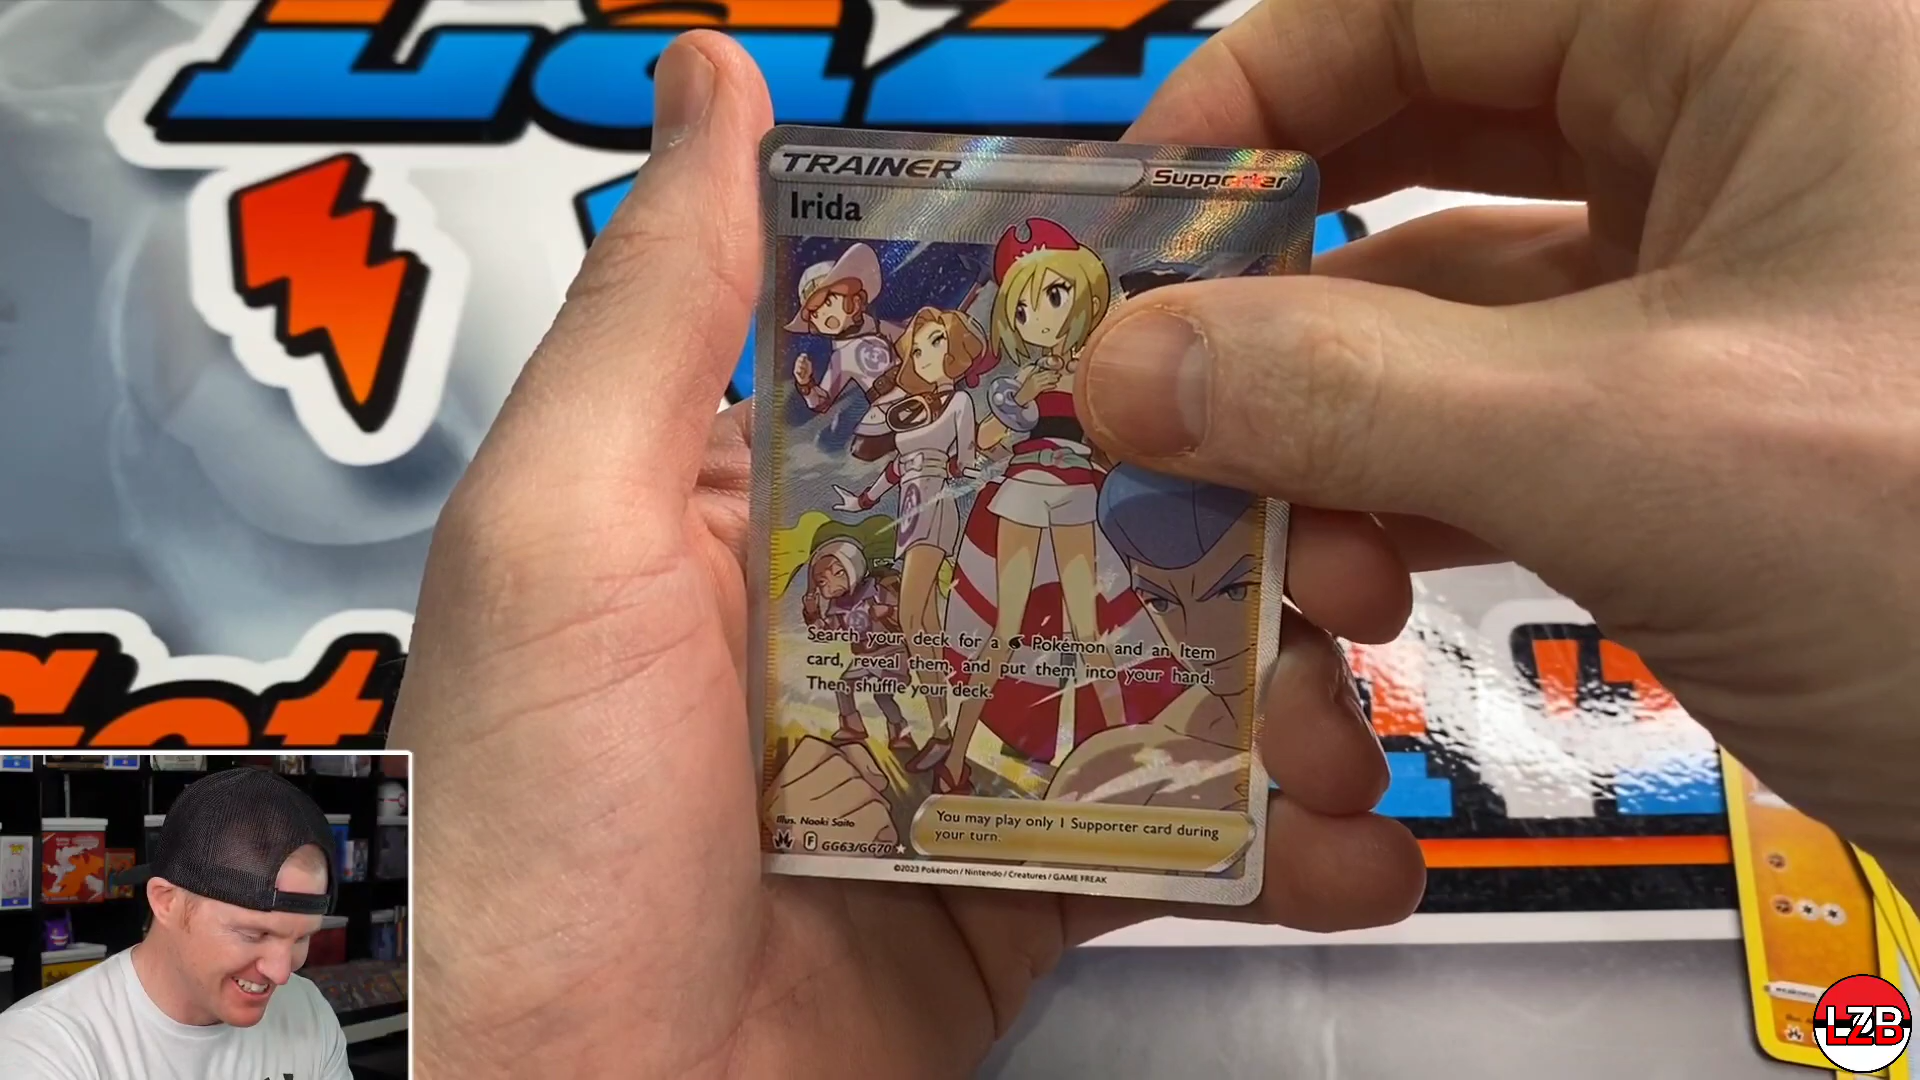 TRAINER
Supporter
Irida
Search your deck for a Pokémon and an Item
card, reveal them, and put them into your hand.
Then, shuffle your deck.
You may play only 1 Supporter card during
your turn.
Illus. Naoki Saito
F GG63/GG70
©2023 Pokémon / Nintendo / Creatures / GAME FREAK
LZB